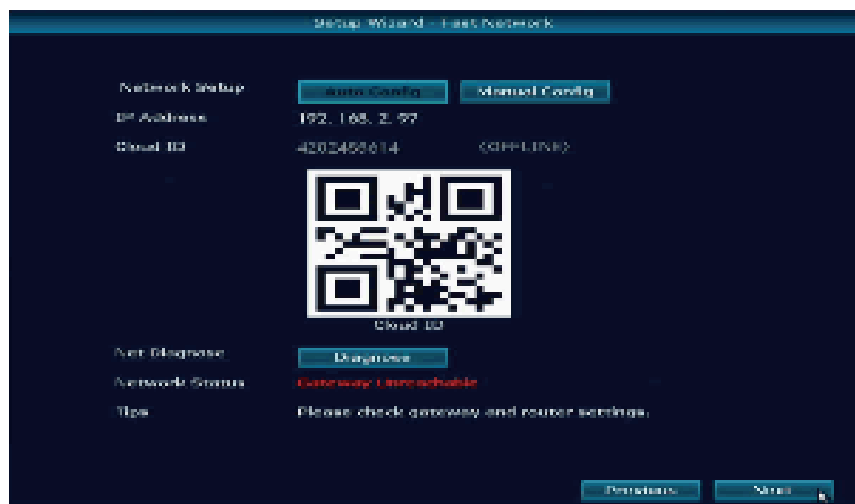 Setup Wizard - Fast Network
Network Setup Auto Config Manual Config
IP Address 192. 168. 2. 97
Cloud ID (OFFLINE)
Cloud ID
Net Diagnose Diagnose
Network Status Gateway Unreachable
Tips Please check gateway and router settings.
Previous Next